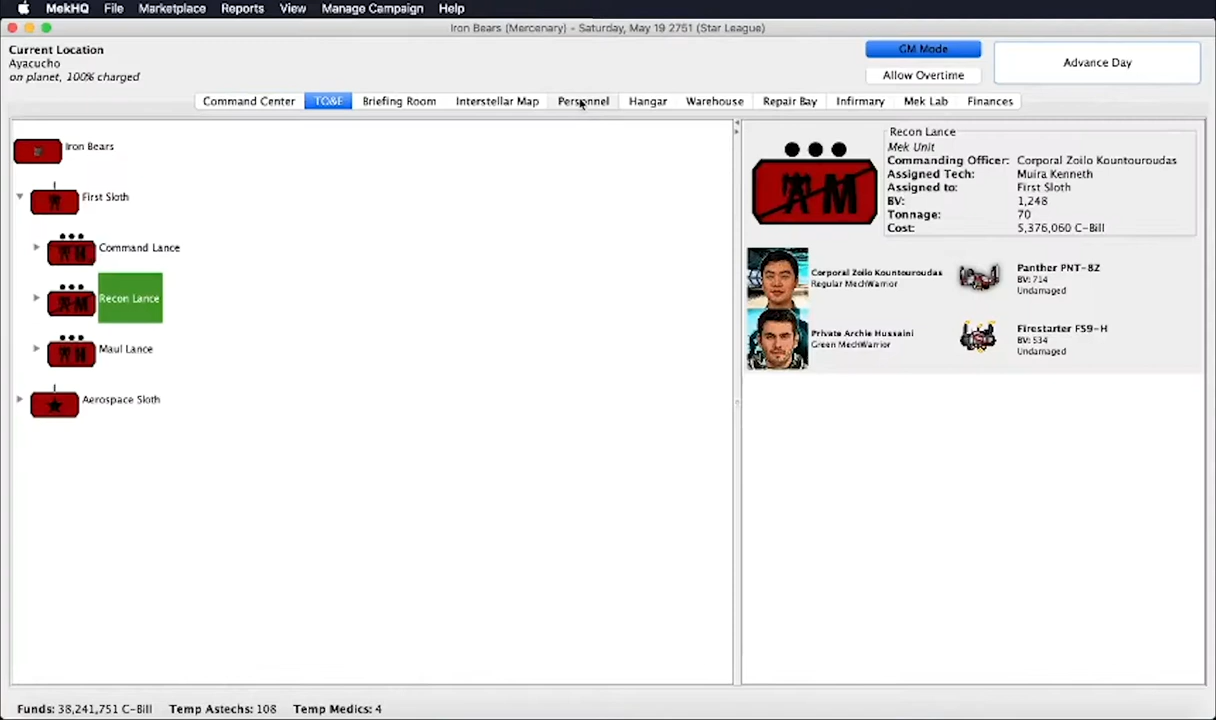 MekHQ File Marketplace Reports View Manage Campaign Help
Iron Bears (Mercenary) - Saturday, May 19 2751 (Star League)
Current Location
Ayacucho
on planet, 100% charged
GM Mode
Allow Overtime
Advance Day
Command Center TO&E Briefing Room Interstellar Map Personnel Hangar Warehouse Repair Bay Infirmary Mek Lab Finances
Iron Bears
First Sloth
Command Lance
Recon Lance
Maul Lance
Aerospace Sloth
Recon Lance
Mek Unit
Commanding Officer: Corporal Zoilo Kountouroudas
Assigned Tech: Muira Kenneth
Assigned to: First Sloth
BV: 1,248
Tonnage: 70
Cost: 5,376,060 C-Bill
Corporal Zoilo Kountouroudas
Regular MechWarrior
Panther PNT-8Z
BV: 714
Undamaged
Private Archie Hussaini
Green MechWarrior
Firestarter FS9-H
BV: 534
Undamaged
Funds: 38,241,751 C-Bill Temp Astechs: 108 Temp Medics: 4